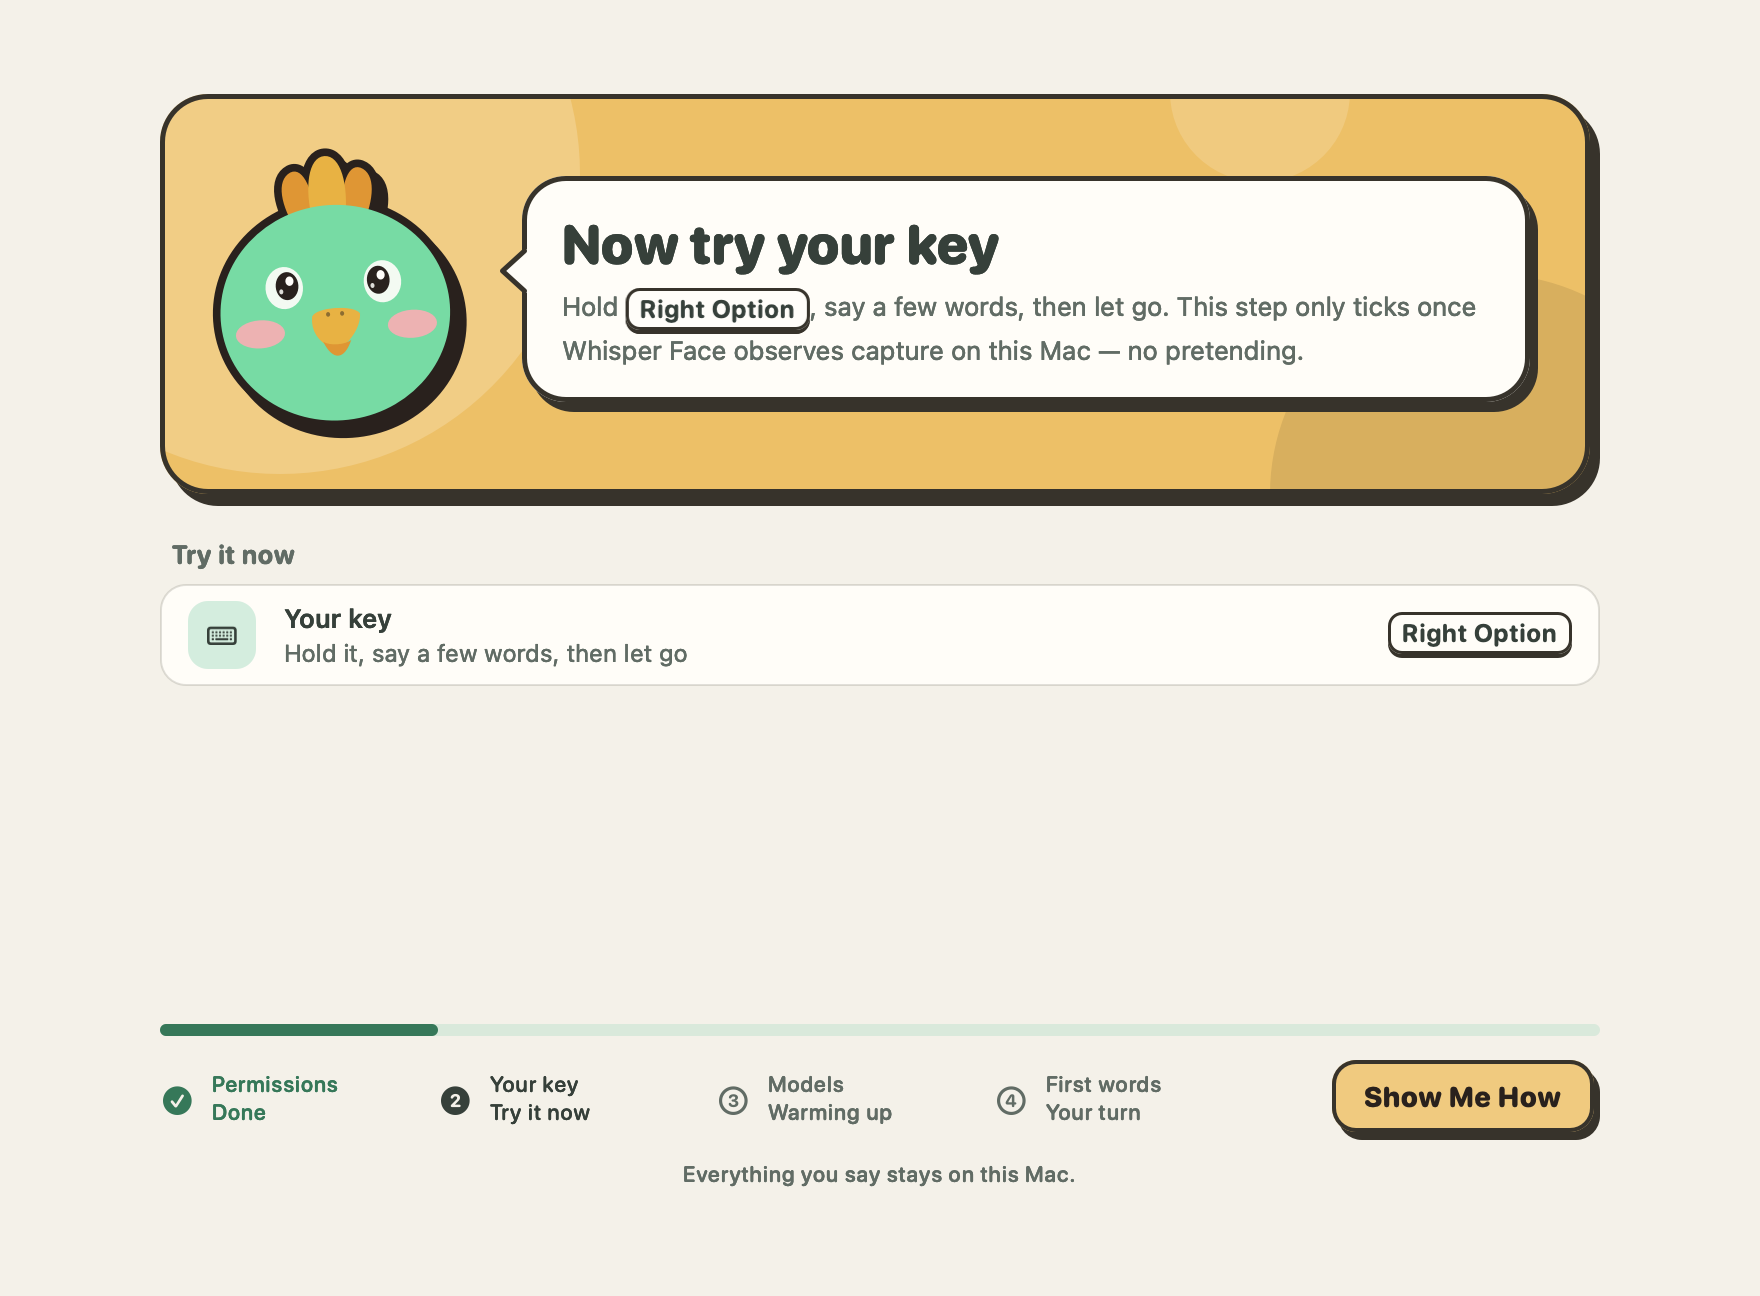 Now try your key
Hold Right Option, say a few words, then let go. This step only ticks once
Whisper Face observes capture on this Mac — no pretending.
Try it now
Your key
Hold it, say a few words, then let go
Right Option
Permissions
Done
2
Your key
Try it now
3
Models
Warming up
4
First words
Your turn
Show Me How
Everything you say stays on this Mac.